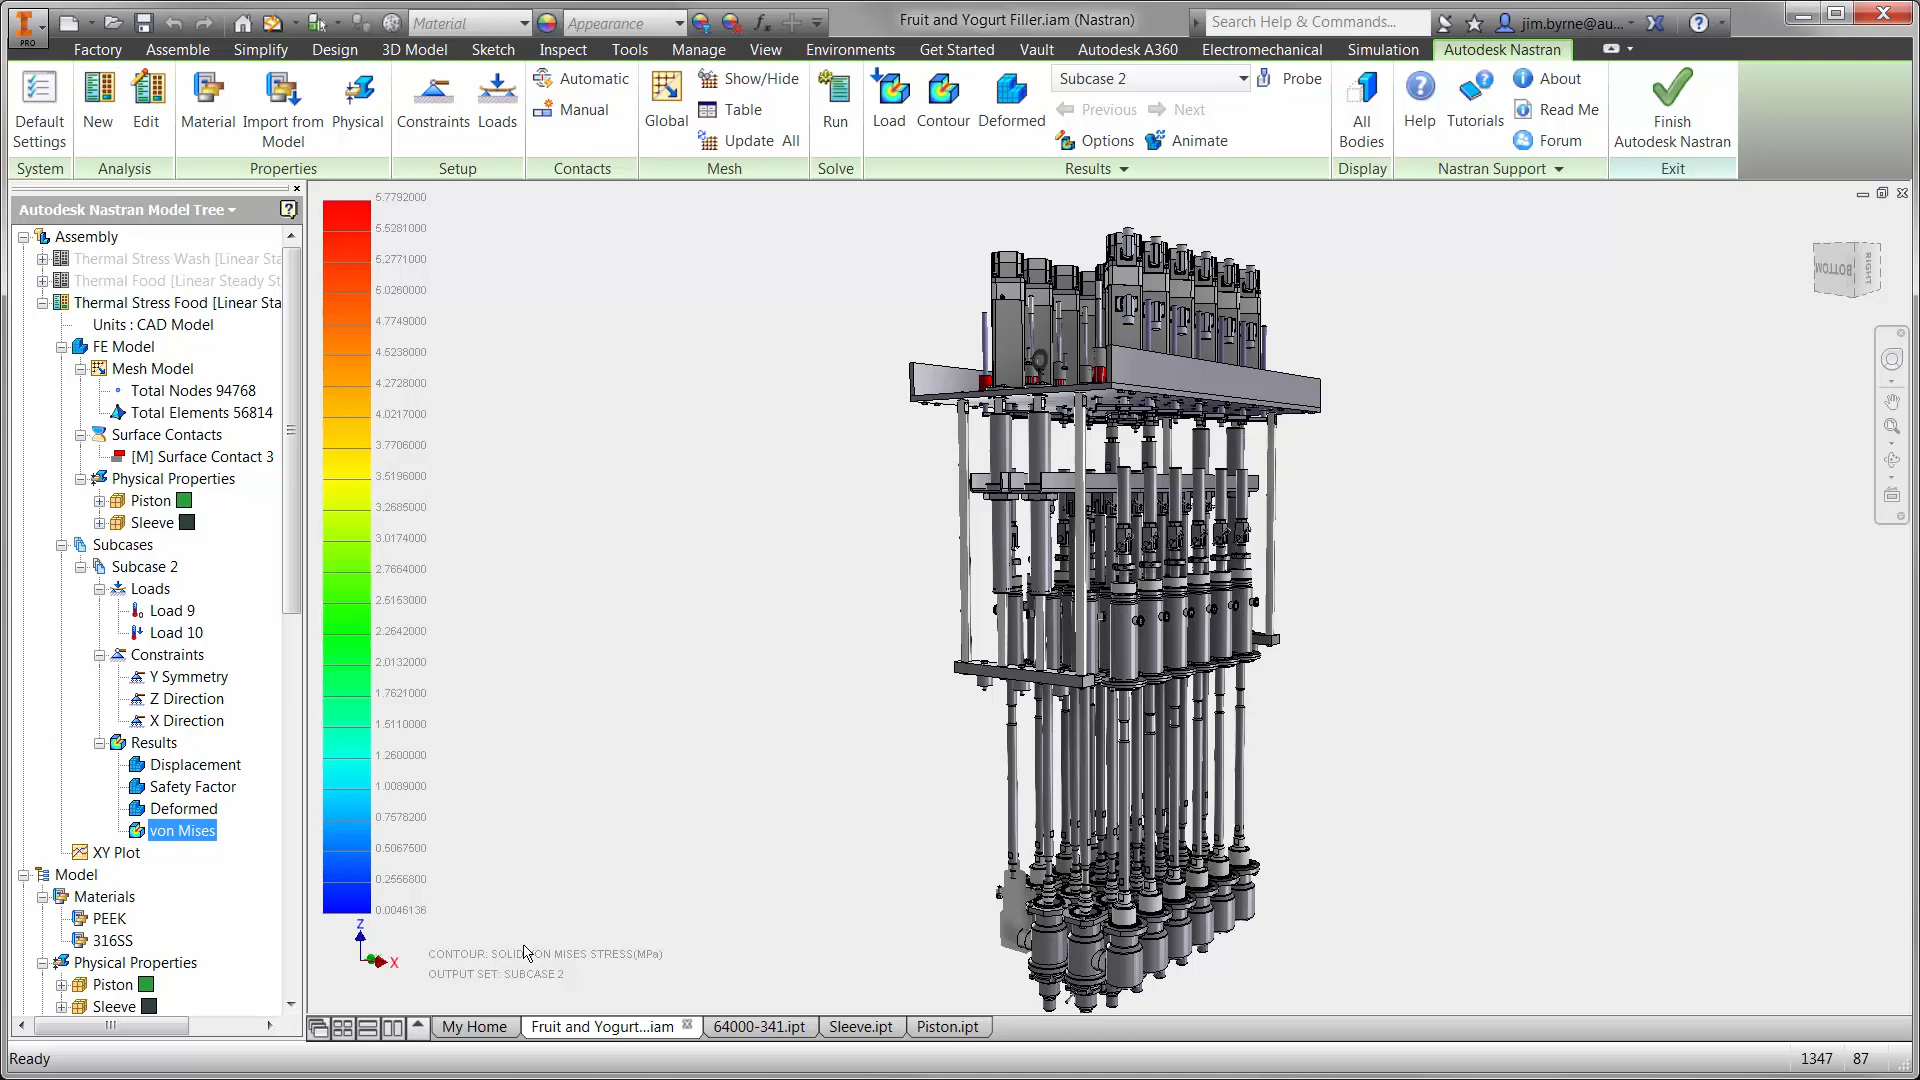 Material
Appearance
Fruit and Yogurt Filler.iam (Nastran)
Search Help & Commands...
jim.byrne@au...
PRO
Factory Assemble Simplify Design 3D Model Sketch Inspect Tools Manage View Environments Get Started Vault Autodesk A360 Electromechanical Simulation Autodesk Nastran
Default Settings
New
Edit
Material
Import from Model
Physical
Constraints
Loads
Automatic
Manual
Global
Show/Hide
Table
Update All
Run
Load
Contour
Deformed
Subcase 2
Probe
Previous
Next
Options
Animate
All Bodies
Help
Tutorials
About
Read Me
Forum
Finish Autodesk Nastran
System Analysis Properties Setup Contacts Mesh Solve Results Display Nastran Support Exit
Autodesk Nastran Model Tree
Assembly
Thermal Stress Wash [Linear Sta
Thermal Food [Linear Steady St
Thermal Stress Food [Linear Sta
Units : CAD Model
FE Model
Mesh Model
Total Nodes 94768
Total Elements 56814
Surface Contacts
[M] Surface Contact 3
Physical Properties
Piston
Sleeve
Subcases
Subcase 2
Loads
Load 9
Load 10
Constraints
Y Symmetry
Z Direction
X Direction
Results
Displacement
Safety Factor
Deformed
von Mises
XY Plot
Model
Materials
PEEK
316SS
Physical Properties
Piston
Sleeve
5.7792000
5.5281000
5.2771000
5.0260000
4.7749000
4.5238000
4.2728000
4.0217000
3.7706000
3.5196000
3.2685000
3.0174000
2.7664000
2.5153000
2.2642000
2.0132000
1.7621000
1.5110000
1.2600000
1.0089000
0.7578200
0.5067500
0.2556800
0.0046136
Z
X
CONTOUR: SOLID VON MISES STRESS(MPa)
OUTPUT SET: SUBCASE 2
BOTTOM
RIGHT
My Home
Fruit and Yogurt...iam
64000-341.ipt
Sleeve.ipt
Piston.ipt
Ready
1347 87